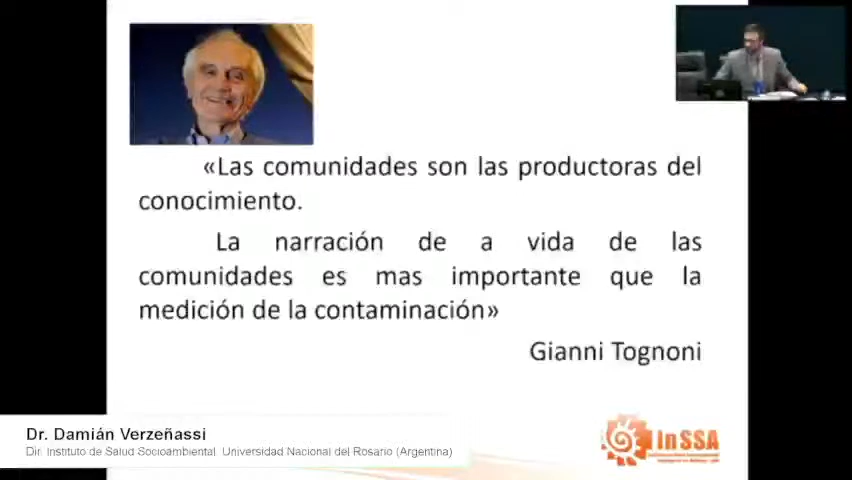 «Las comunidades son las productoras del
conocimiento.
La narración de a vida de las
comunidades es mas importante que la
medición de la contaminación»
Gianni Tognoni
Dr. Damián Verzeñassi
Dir. Instituto de Salud Socioambiental. Universidad Nacional del Rosario (Argentina)
InSSA